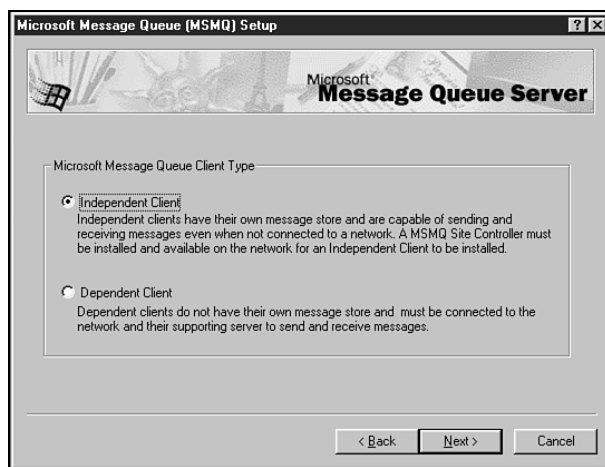 Microsoft Message Queue (MSMQ) Setup
Microsoft
Message Queue Server
Microsoft Message Queue Client Type
Independent Client
Independent clients have their own message store and are capable of sending and
receiving messages even when not connected to a network. A MSMQ Site Controller must
be installed and available on the network for an Independent Client to be installed.
Dependent Client
Dependent clients do not have their own message store and must be connected to the
network and their supporting server to send and receive messages.
< Back Next > Cancel